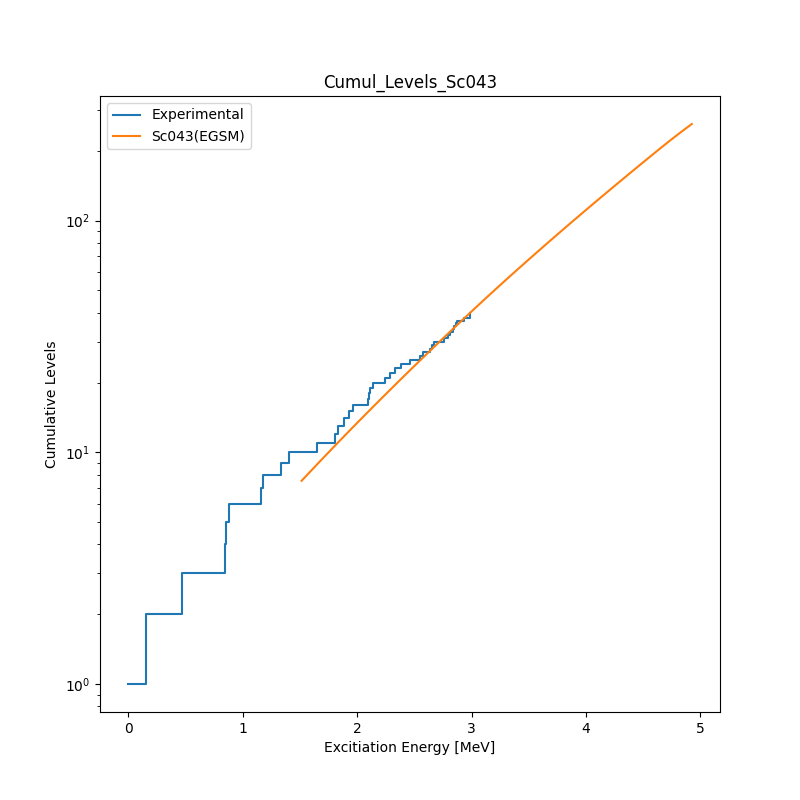 Cumul_Levels_Sc043
Experimental
Sc043(EGSM)
Cumulative Levels
10²
10¹
10⁰
0 1 2 3 4 5
Excitiation Energy [MeV]